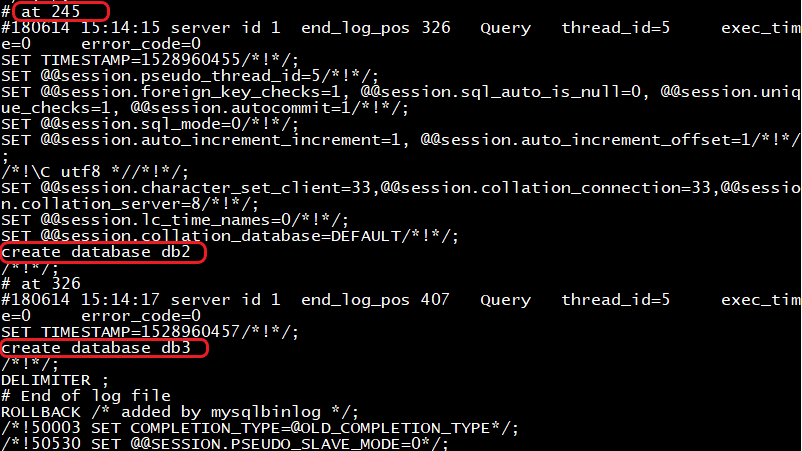 # at 245
#180614 15:14:15 server id 1  end_log_pos 326   Query   thread_id=5     exec_tim
e=0     error_code=0
SET TIMESTAMP=1528960455/*!*/;
SET @@session.pseudo_thread_id=5/*!*/;
SET @@session.foreign_key_checks=1, @@session.sql_auto_is_null=0, @@session.uniq
ue_checks=1, @@session.autocommit=1/*!*/;
SET @@session.sql_mode=0/*!*/;
SET @@session.auto_increment_increment=1, @@session.auto_increment_offset=1/*!*/
;
/*!\C utf8 *//*!*/;
SET @@session.character_set_client=33,@@session.collation_connection=33,@@sessio
n.collation_server=8/*!*/;
SET @@session.lc_time_names=0/*!*/;
SET @@session.collation_database=DEFAULT/*!*/;
create database db2
/*!*/;
# at 326
#180614 15:14:17 server id 1  end_log_pos 407   Query   thread_id=5     exec_tim
e=0     error_code=0
SET TIMESTAMP=1528960457/*!*/;
create database db3
/*!*/;
DELIMITER ;
# End of log file
ROLLBACK /* added by mysqlbinlog */;
/*!50003 SET COMPLETION_TYPE=@OLD_COMPLETION_TYPE*/;
/*!50530 SET @@SESSION.PSEUDO_SLAVE_MODE=0*/;